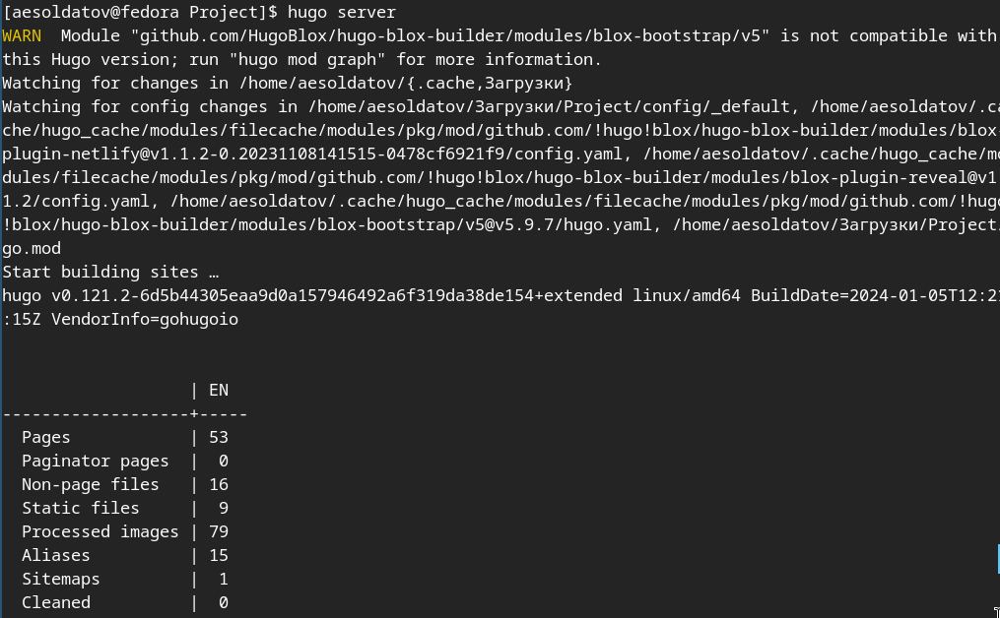 [aesoldatov@fedora Project]$ hugo server
WARN  Module "github.com/HugoBlox/hugo-blox-builder/modules/blox-bootstrap/v5" is not compatible with
this Hugo version; run "hugo mod graph" for more information.
Watching for changes in /home/aesoldatov/{.cache,Загрузки}
Watching for config changes in /home/aesoldatov/Загрузки/Project/config/_default, /home/aesoldatov/.ca
che/hugo_cache/modules/filecache/modules/pkg/mod/github.com/!hugo!blox/hugo-blox-builder/modules/blox-
plugin-netlify@v1.1.2-0.20231108141515-0478cf6921f9/config.yaml, /home/aesoldatov/.cache/hugo_cache/mo
dules/filecache/modules/pkg/mod/github.com/!hugo!blox/hugo-blox-builder/modules/blox-plugin-reveal@v1
1.2/config.yaml, /home/aesoldatov/.cache/hugo_cache/modules/filecache/modules/pkg/mod/github.com/!hugo
!blox/hugo-blox-builder/modules/blox-bootstrap/v5@v5.9.7/hugo.yaml, /home/aesoldatov/Загрузки/Project/
go.mod
Start building sites …
hugo v0.121.2-6d5b44305eaa9d0a157946492a6f319da38de154+extended linux/amd64 BuildDate=2024-01-05T12:21
:15Z VendorInfo=gohugoio
                   | EN
-------------------+-----
  Pages            | 53
  Paginator pages  |  0
  Non-page files   | 16
  Static files     |  9
  Processed images | 79
  Aliases          | 15
  Sitemaps         |  1
  Cleaned          |  0